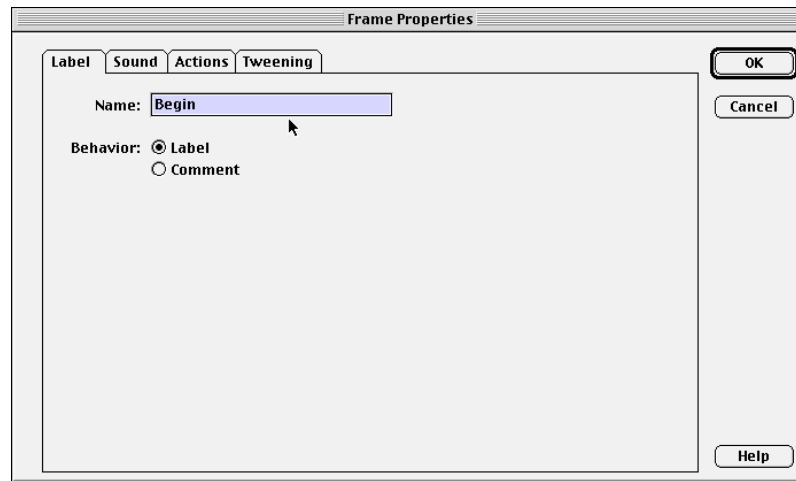 Frame Properties
Label Sound Actions Tweening
OK
Name: Begin
Cancel
Behavior: Label
Comment
Help